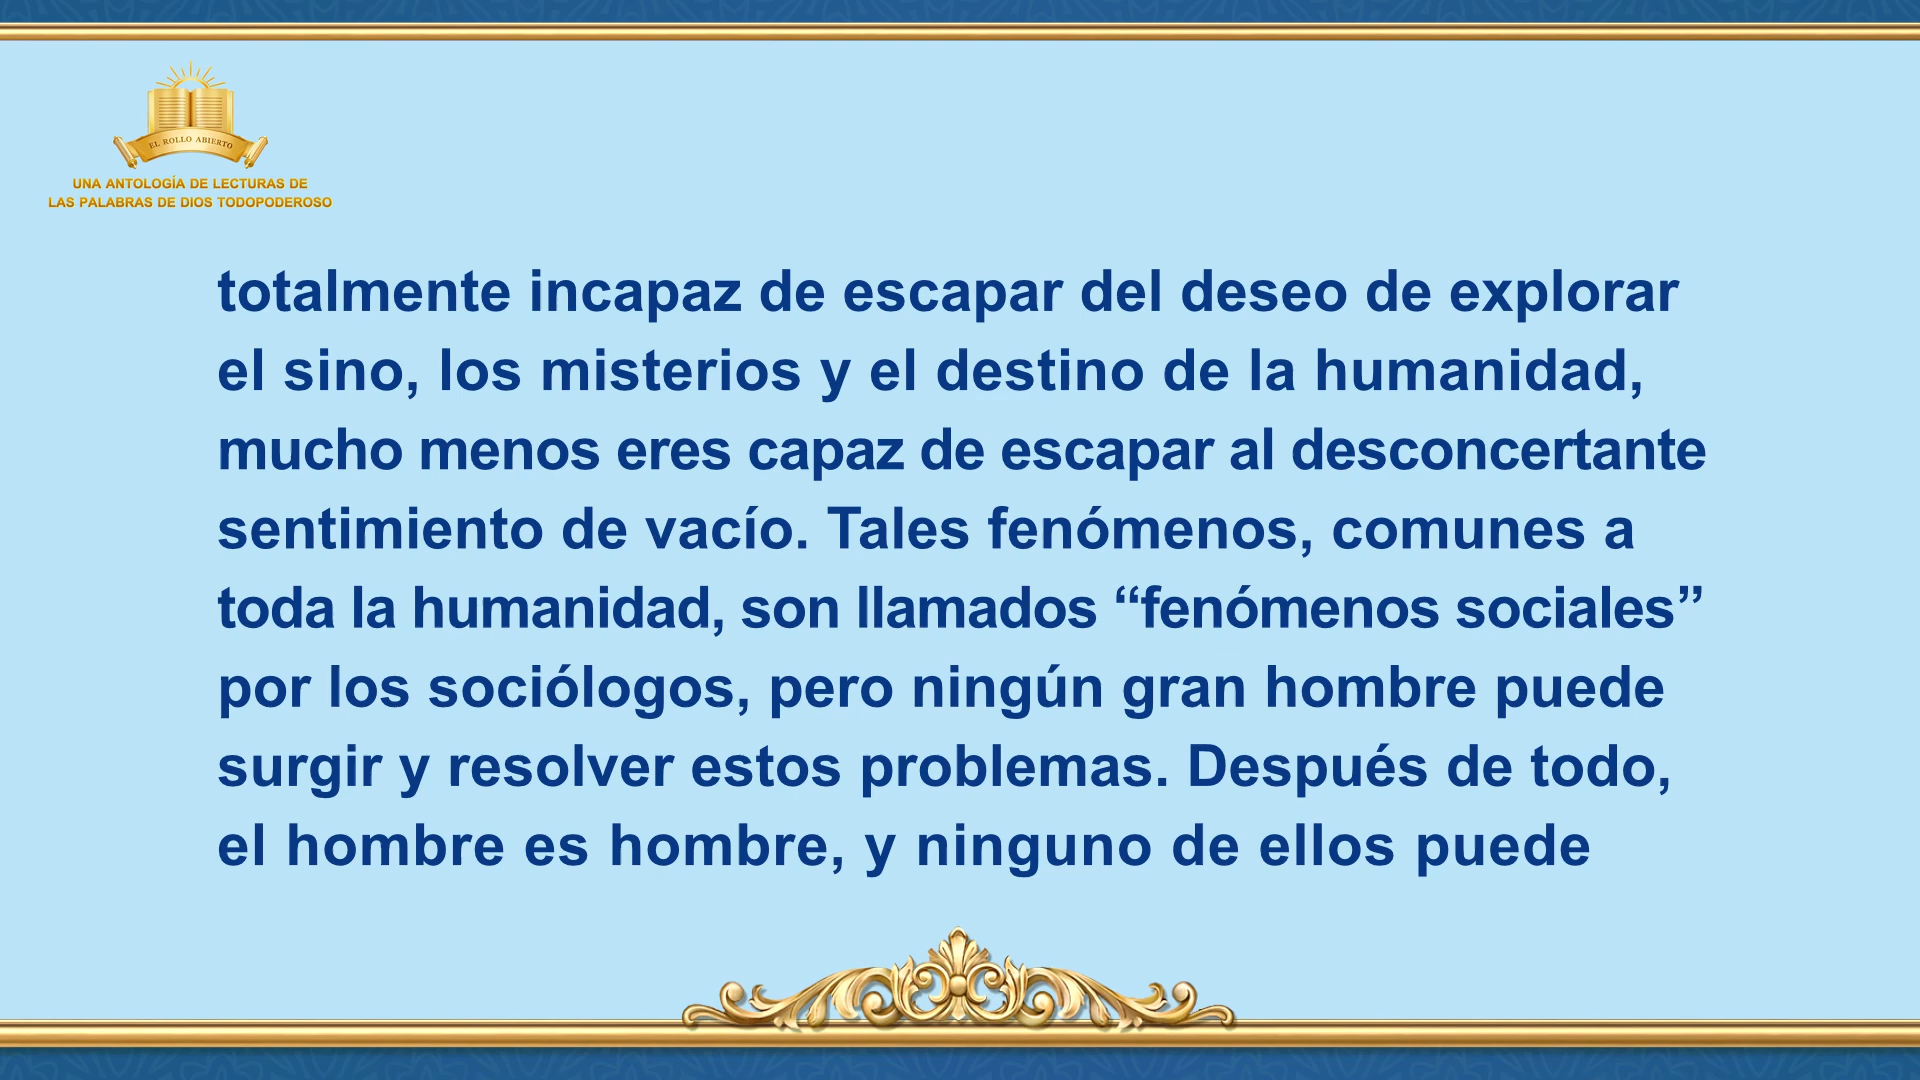 EL ROLLO ABIERTO
UNA ANTOLOGÍA DE LECTURAS DE
LAS PALABRAS DE DIOS TODOPODEROSO
totalmente incapaz de escapar del deseo de explorar
el sino, los misterios y el destino de la humanidad,
mucho menos eres capaz de escapar al desconcertante
sentimiento de vacío. Tales fenómenos, comunes a
toda la humanidad, son llamados “fenómenos sociales”
por los sociólogos, pero ningún gran hombre puede
surgir y resolver estos problemas. Después de todo,
el hombre es hombre, y ninguno de ellos puede